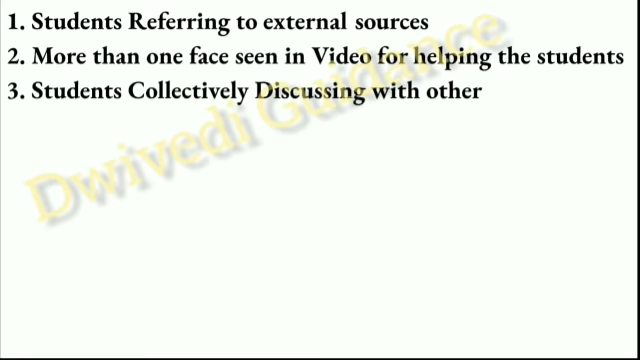 1. Students Referring to external sources
2. More than one face seen in Video for helping the students
3. Students Collectively Discussing with other
Dwivedi Guidance